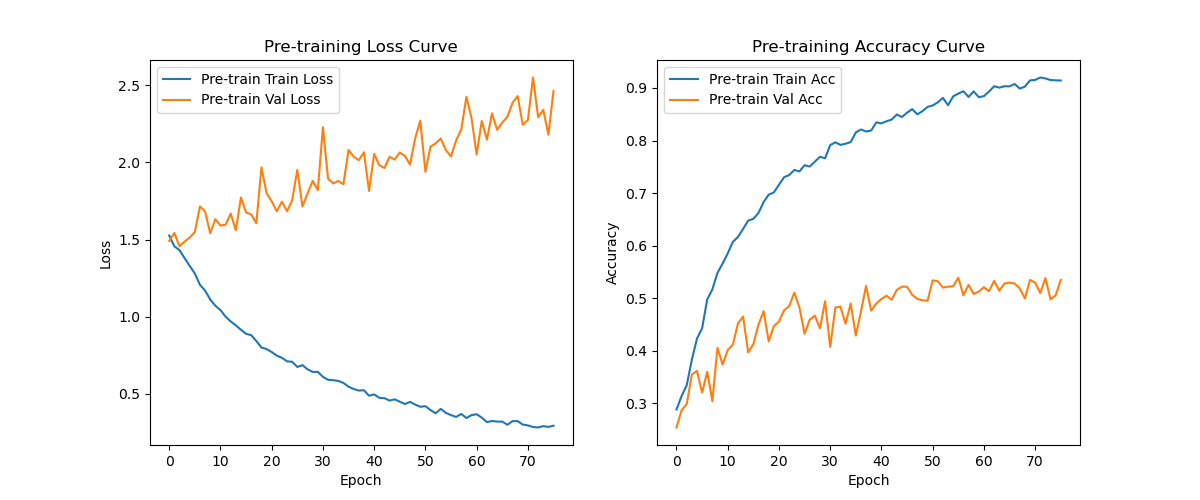 Pre-training Loss Curve
Pre-train Train Loss
Pre-train Val Loss
2.5
2.0
1.5
1.0
0.5
Loss
0 10 20 30 40 50 60 70
Epoch
Pre-training Accuracy Curve
Pre-train Train Acc
Pre-train Val Acc
0.9
0.8
0.7
0.6
0.5
0.4
0.3
Accuracy
0 10 20 30 40 50 60 70
Epoch